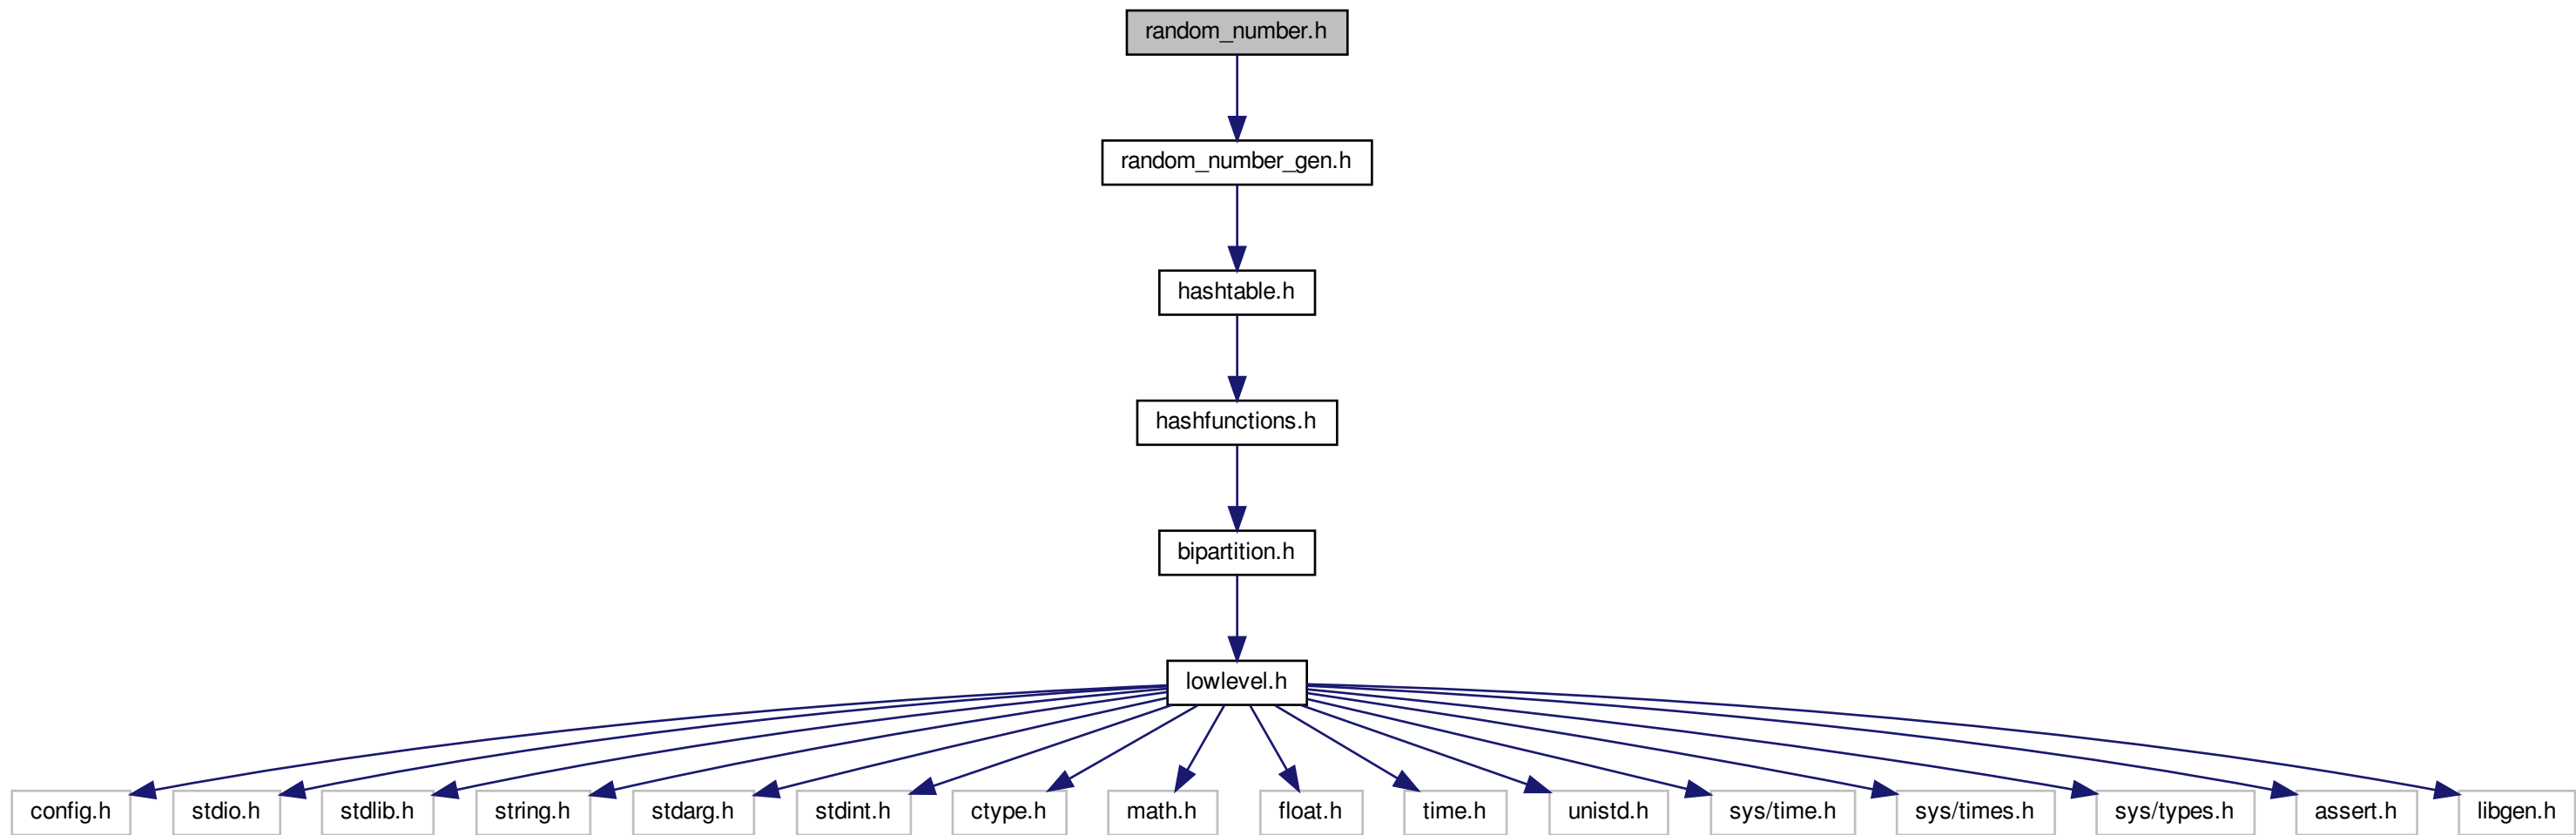 random_number.h
random_number_gen.h
hashtable.h
hashfunctions.h
bipartition.h
lowlevel.h
config.h
stdio.h
stdlib.h
string.h
stdarg.h
stdint.h
ctype.h
math.h
float.h
time.h
unistd.h
sys/time.h
sys/times.h
sys/types.h
assert.h
libgen.h